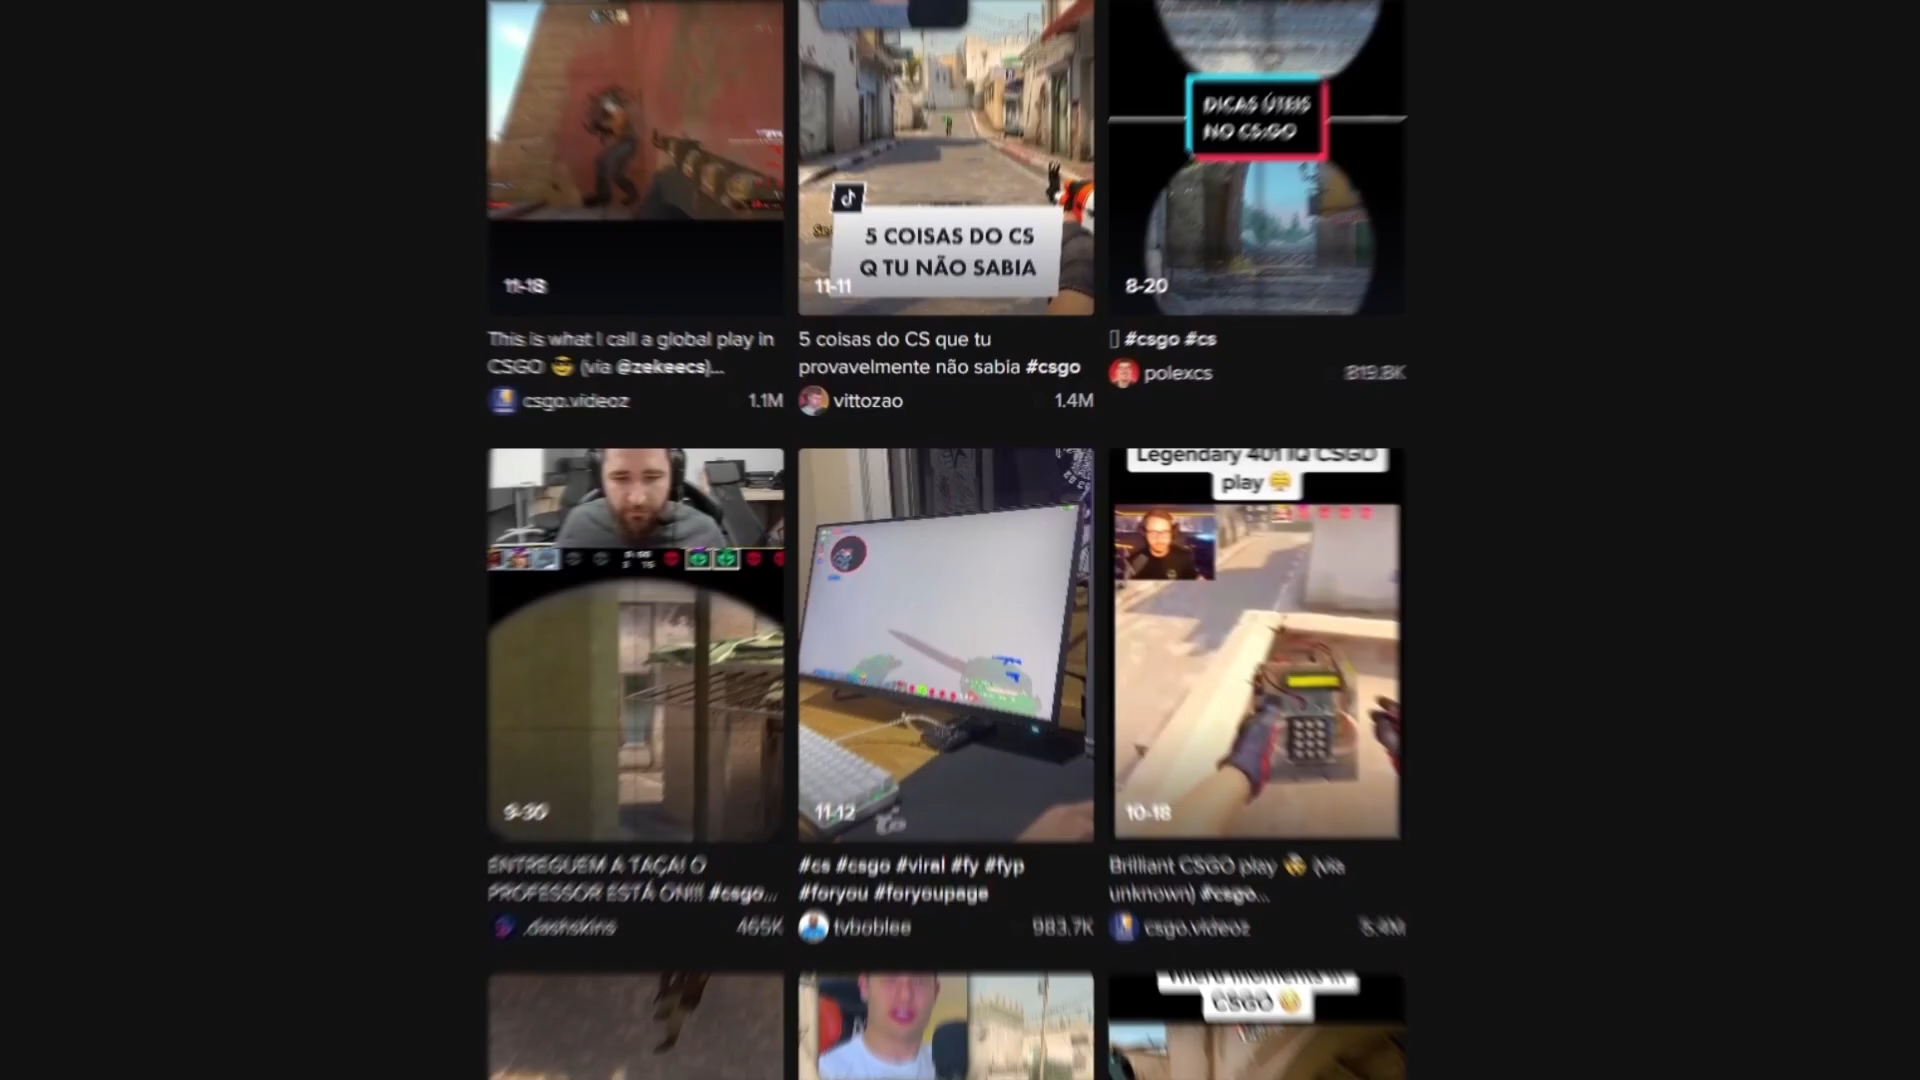 DICAS ÚTEIS
NO CS:GO
5 COISAS DO CS
Q TU NÃO SABIA
11-18
11-11
8-20
This is what I call a global play in
CSGO 😎 (via @zekeecs)...
csgo.videoz 1.1M
5 coisas do CS que tu
provavelmente não sabia #csgo
vittozao 1.4M
#csgo #cs
polexcs 819.8K
Legendary 401 IQ CSGO
play
9-30
11-12
10-18
ENTREGUEM A TAÇA! O
PROFESSOR ESTÁ ON!!! #csgo...
.dashskins 465K
#cs #csgo #viral #fy #fyp
#foryou #foryoupage
tvboblee 983.7K
Brilliant CSGO play (via
unknown) #csgo...
csgo.videoz 5.4M
Weird moments in
CSGO